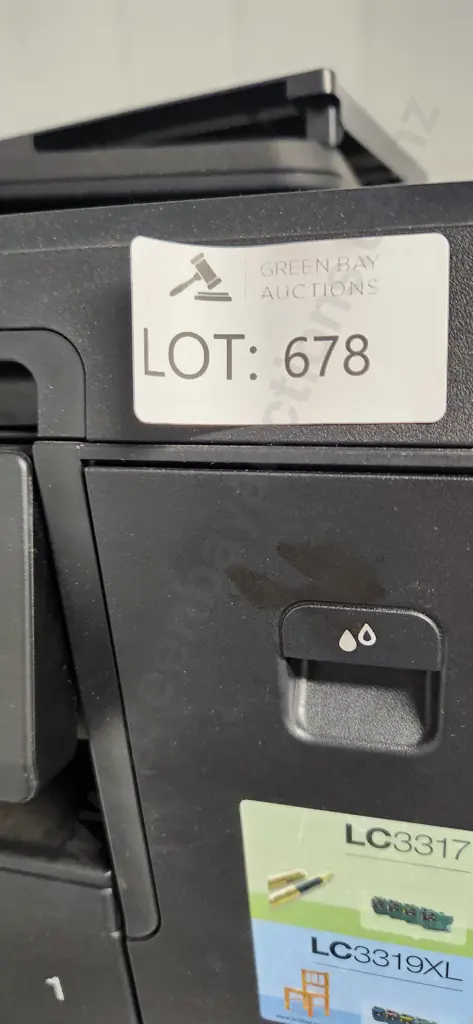 GREEN BAY
AUCTIONS
LOT: 678
LC3317
LC3319XL
1